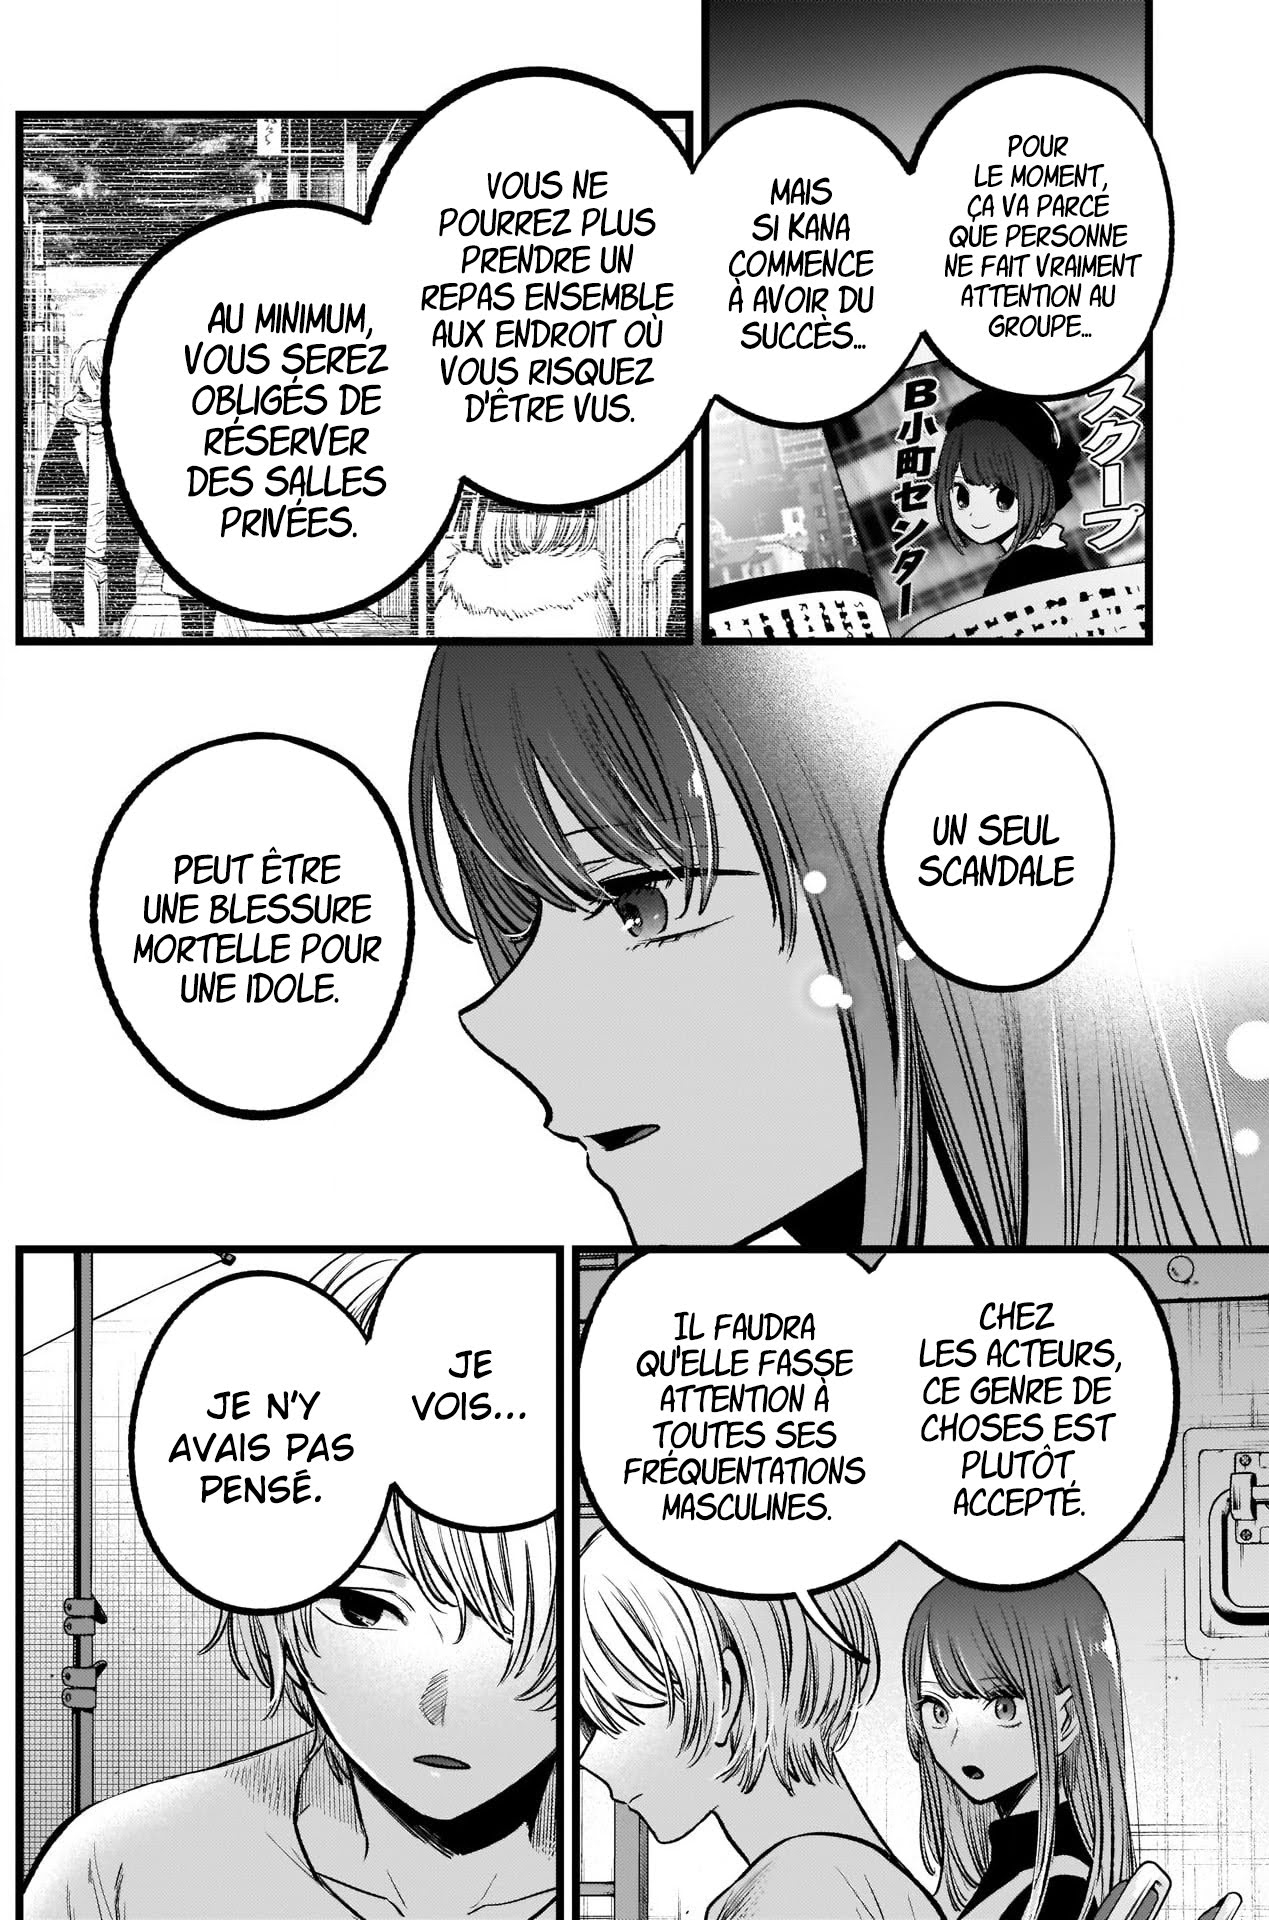 POUR
LE MOMENT,
ÇA VA PARCE
QUE PERSONNE
NE FAIT VRAIMENT
ATTENTION AU
GROUPE...
MAIS
SI KANA
COMMENCE
À AVOIR DU
SUCCÈS...
スクープ
B小町センター
VOUS NE
POURREZ PLUS
PRENDRE UN
REPAS ENSEMBLE
AUX ENDROIT OÙ
VOUS RISQUEZ
D'ÊTRE VUS.
AU MINIMUM,
VOUS SEREZ
OBLIGÉS DE
RÉSERVER
DES SALLES
PRIVÉES.
UN SEUL
SCANDALE
PEUT ÊTRE
UNE BLESSURE
MORTELLE POUR
UNE IDOLE.
CHEZ
LES ACTEURS,
CE GENRE DE
CHOSES EST
PLUTÔT
ACCEPTÉ.
IL FAUDRA
QU'ELLE FASSE
ATTENTION À
TOUTES SES
FRÉQUENTATIONS
MASCULINES.
JE
VOIS...
JE N'Y
AVAIS PAS
PENSÉ.